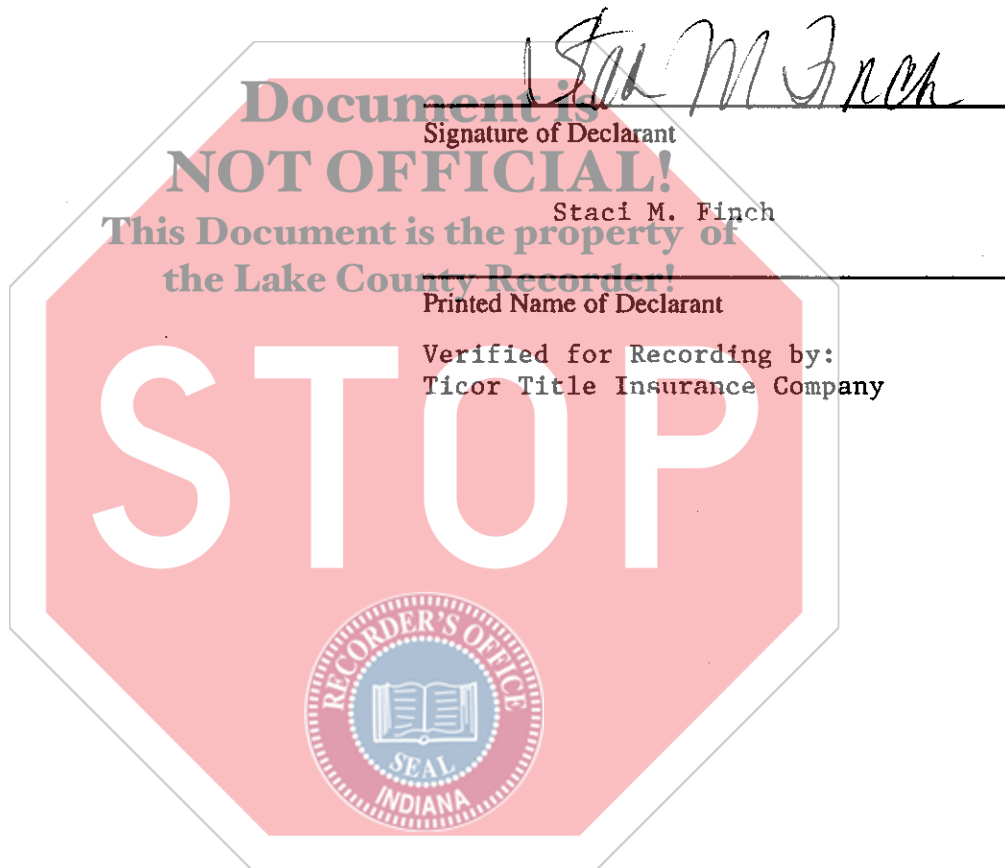 Staci M Finch
Document is
Signature of Declarant
NOT OFFICIAL!
Staci M. Finch
This Document is the property of
the Lake County Recorder!
Printed Name of Declarant
Verified for Recording by:
Ticor Title Insurance Company
STOP
RECORDER'S OFFICE
SEAL
INDIANA